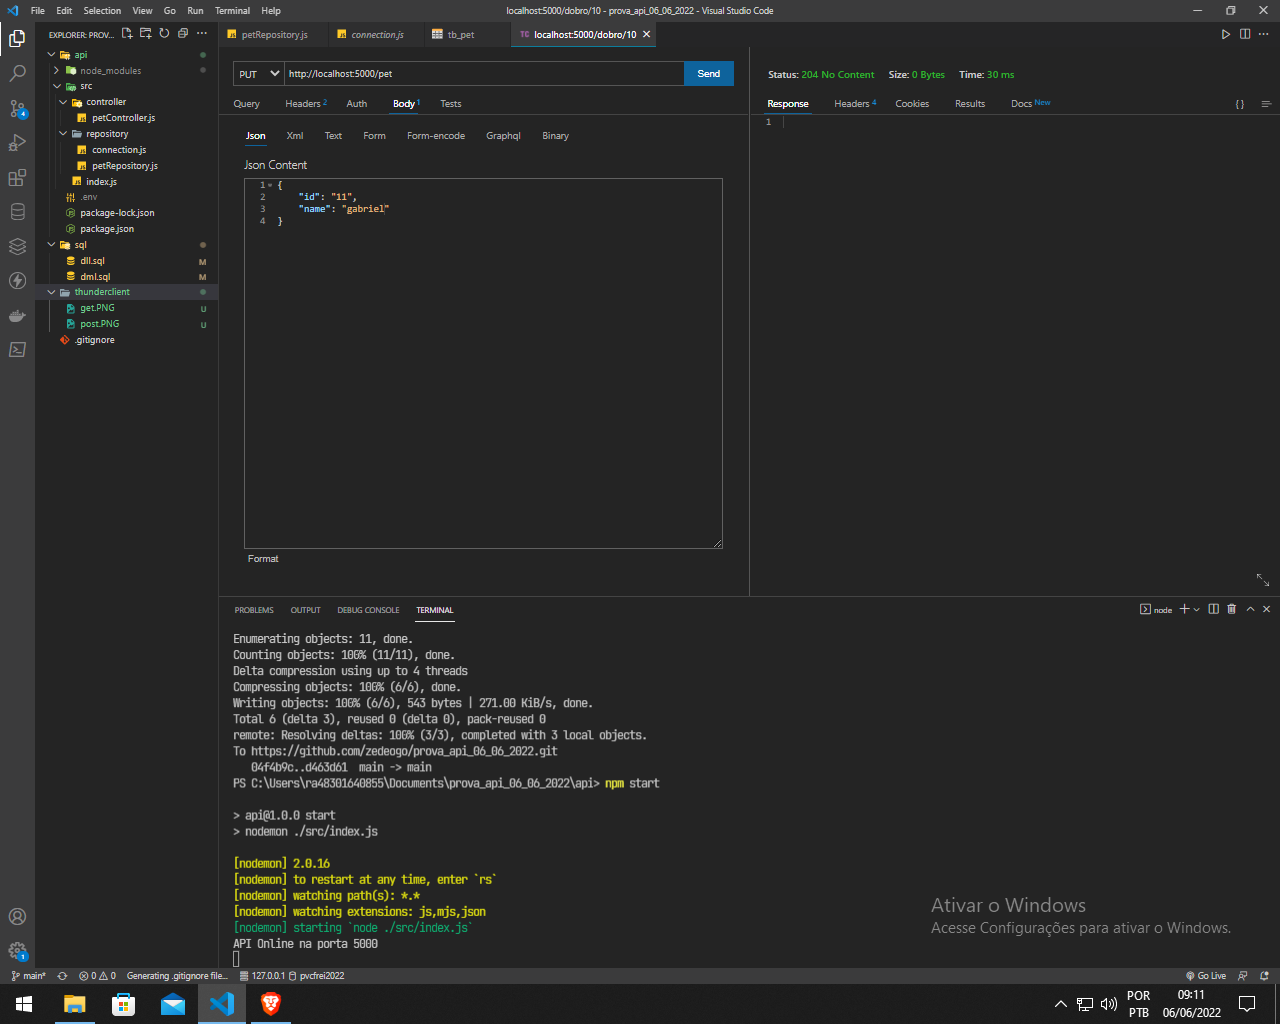 File Edit Selection View Go Run Terminal Help
localhost:5000/dobro/10 - prova_api_06_06_2022 - Visual Studio Code
EXPLORER: PROV...
api
node_modules
src
controller
petController.js
repository
connection.js
petRepository.js
index.js
.env
package-lock.json
package.json
sql
dll.sql M
dml.sql M
thunderclient
get.PNG U
post.PNG U
.gitignore
4
1
petRepository.js connection.js tb_pet TC localhost:5000/dobro/10
PUT http://localhost:5000/pet Send
Query Headers 2 Auth Body 1 Tests
Json Xml Text Form Form-encode Graphql Binary
Json Content
1 {
2 "id": "11",
3 "name": "gabriel"
4 }
Format
Status: 204 No Content Size: 0 Bytes Time: 30 ms
Response Headers 4 Cookies Results Docs New { }
1
PROBLEMS OUTPUT DEBUG CONSOLE TERMINAL node
Enumerating objects: 11, done.
Counting objects: 100% (11/11), done.
Delta compression using up to 4 threads
Compressing objects: 100% (6/6), done.
Writing objects: 100% (6/6), 543 bytes | 271.00 KiB/s, done.
Total 6 (delta 3), reused 0 (delta 0), pack-reused 0
remote: Resolving deltas: 100% (3/3), completed with 3 local objects.
To https://github.com/zedeogo/prova_api_06_06_2022.git
04f4b9c..d463d61 main -> main
PS C:\Users\ra48301640855\Documents\prova_api_06_06_2022\api> npm start
> api@1.0.0 start
> nodemon ./src/index.js
[nodemon] 2.0.16
[nodemon] to restart at any time, enter `rs`
[nodemon] watching path(s): *.*
[nodemon] watching extensions: js,mjs,json
[nodemon] starting `node ./src/index.js`
API Online na porta 5000
Ativar o Windows
Acesse Configurações para ativar o Windows.
main* 0 0 Generating .gitignore file... 127.0.0.1 pvcfrei2022 Go Live
POR
PTB
09:11
06/06/2022